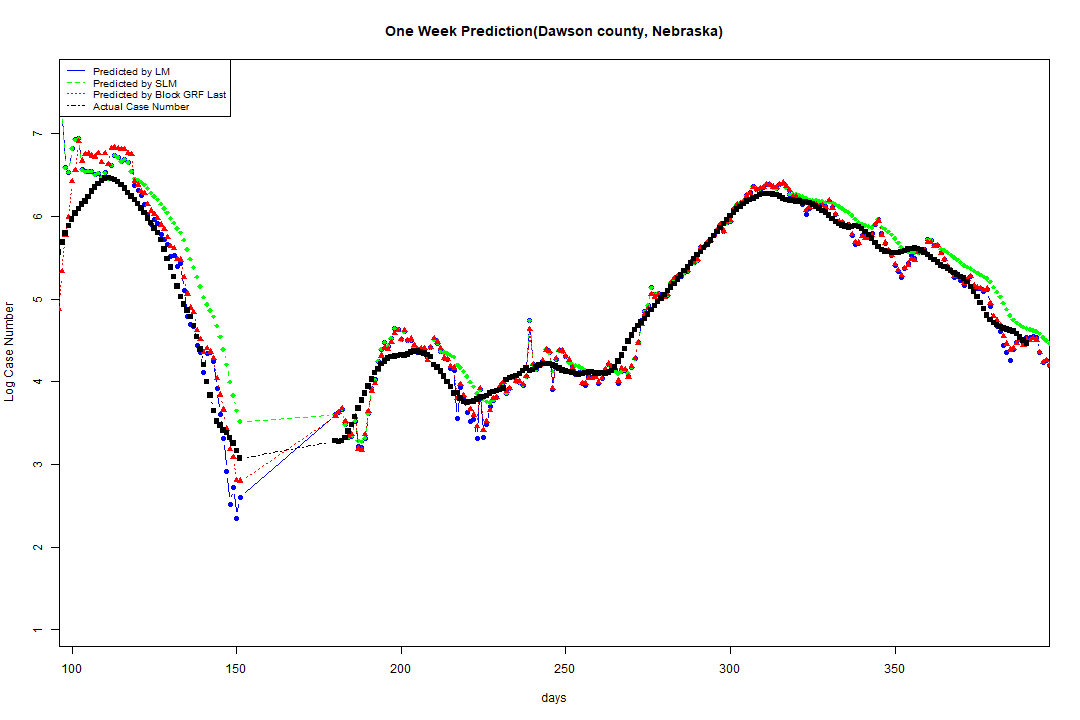 One Week Prediction(Dawson county, Nebraska)
Predicted by LM
Predicted by SLM
Predicted by Block GRF Last
Actual Case Number
7
6
5
4
3
2
1
Log Case Number
100 150 200 250 300 350
days